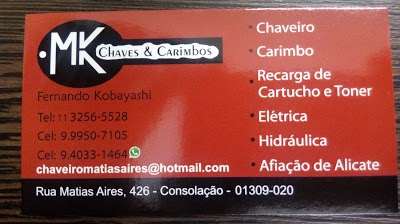 MK
CHAVES & CARIMBOS
Fernando Kobayashi
Tel: 11 3256-5528
Cel: 9.9950-7105
Cel: 9.4033-1464
chaveiromatiasaires@hotmail.com
• Chaveiro
• Carimbo
• Recarga de
Cartucho e Toner
• Elétrica
• Hidráulica
• Afiação de Alicate
Rua Matias Aires, 426 - Consolação - 01309-020